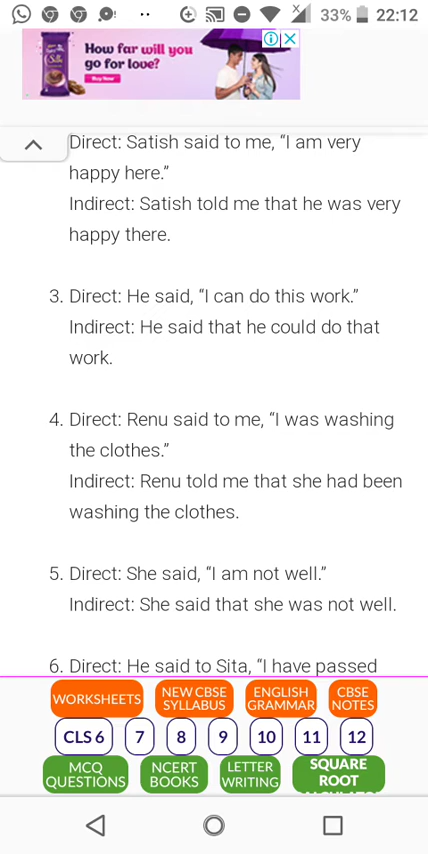 33% 22:12
How far will you
go for love?
Buy Now
Silk
Direct: Satish said to me, “I am very
happy here.”
Indirect: Satish told me that he was very
happy there.
3. Direct: He said, “I can do this work.”
Indirect: He said that he could do that
work.
4. Direct: Renu said to me, “I was washing
the clothes.”
Indirect: Renu told me that she had been
washing the clothes.
5. Direct: She said, “I am not well.”
Indirect: She said that she was not well.
6. Direct: He said to Sita, “I have passed
WORKSHEETS
NEW CBSE
SYLLABUS
ENGLISH
GRAMMAR
CBSE
NOTES
CLS 6 7 8 9 10 11 12
MCQ
QUESTIONS
NCERT
BOOKS
LETTER
WRITING
SQUARE
ROOT